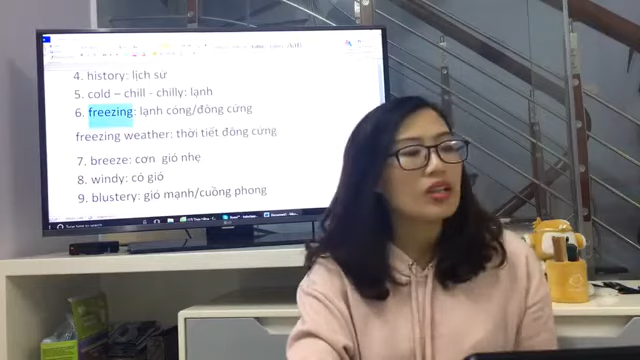 4. history: lịch sử
5. cold – chill - chilly: lạnh
6. freezing: lạnh cóng/đông cứng
freezing weather: thời tiết đông cứng
7. breeze: cơn gió nhẹ
8. windy: có gió
9. blustery: gió mạnh/cuồng phong